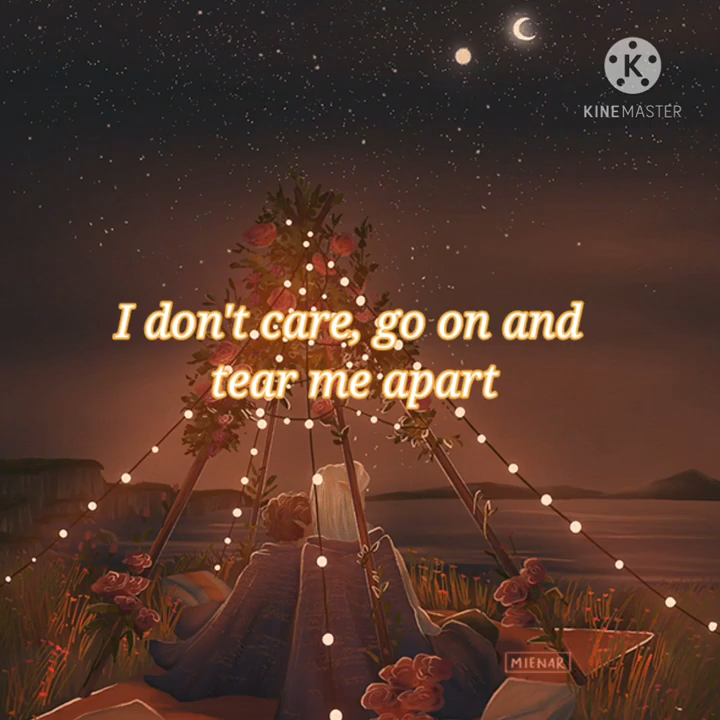 K
KINEMASTER
I don't care, go on and
tear me apart
MIENAR